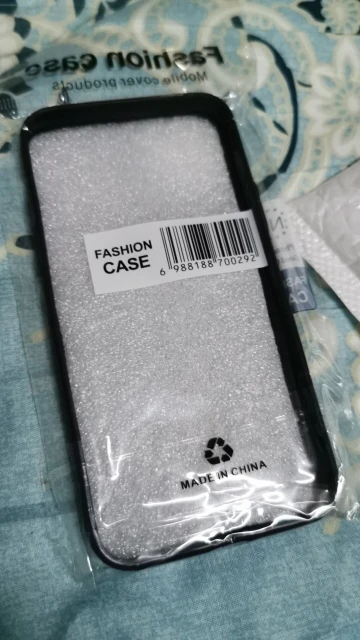 Fashion Case
Mobile cover products
FASHION
CASE
6 988188 700292
MADE IN CHINA